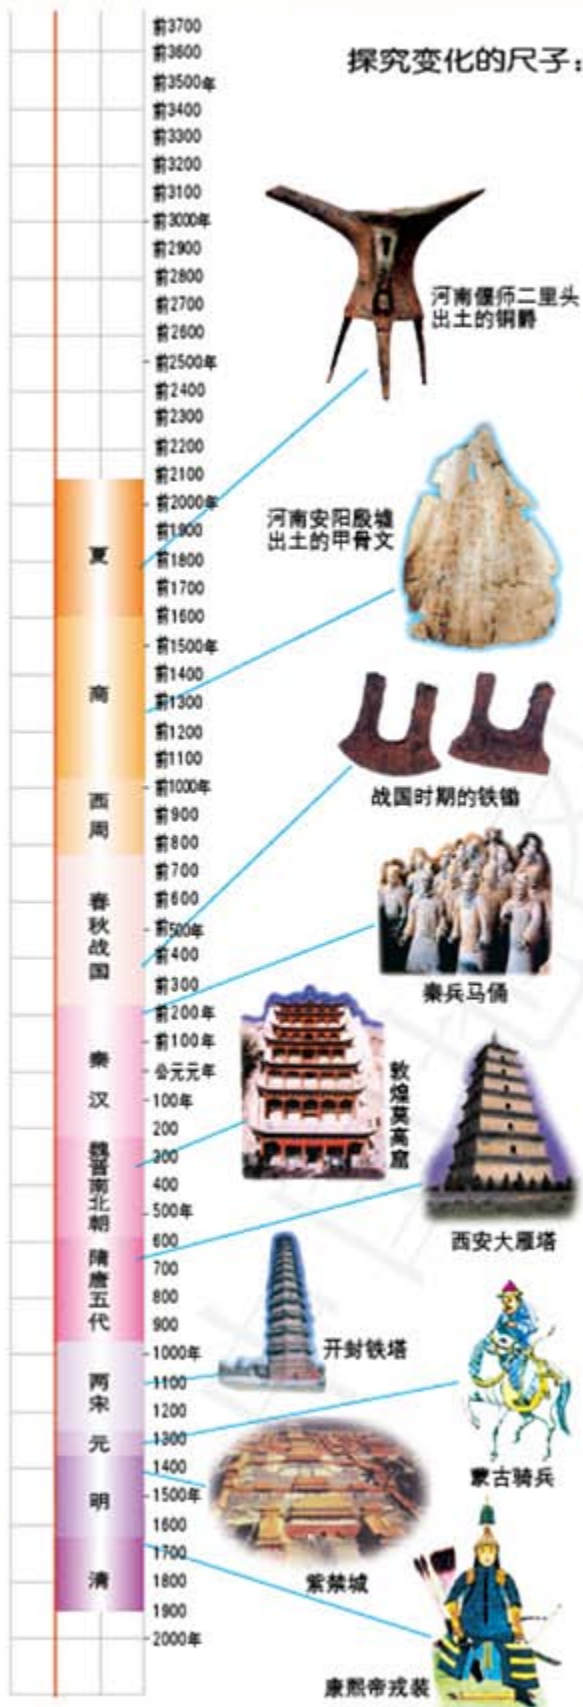 探究变化的尺子：
前3700
前3600
前3500年
前3400
前3300
前3200
前3100
前3000年
前2900
前2800
前2700
前2600
前2500年
前2400
前2300
前2200
前2100
前2000年
前1900
前1800
前1700
前1600
前1500年
前1400
前1300
前1200
前1100
前1000年
前900
前800
前700
前600
前500年
前400
前300
前200年
前100年
公元元年
100年
200
300
400
500年
600
700
800
900
1000年
1100
1200
1300
1400
1500年
1600
1700
1800
1900
2000年
夏
商
西周
春秋战国
秦汉
魏晋南北朝
隋唐五代
两宋
元
明
清
河南偃师二里头
出土的铜爵
河南安阳殷墟
出土的甲骨文
战国时期的铁锄
秦兵马俑
敦煌莫高窟
西安大雁塔
开封铁塔
蒙古骑兵
紫禁城
康熙帝戎装